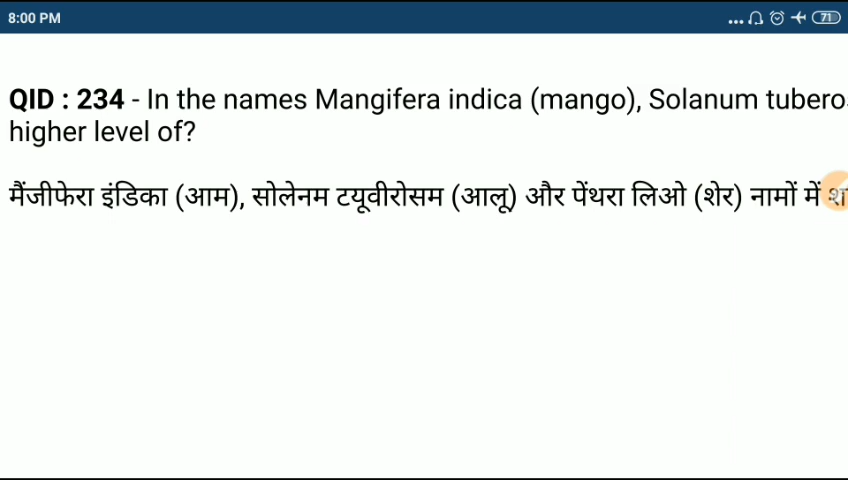 8:00 PM
71
QID : 234 - In the names Mangifera indica (mango), Solanum tubero
higher level of?
मैंजीफेरा इंडिका (आम), सोलेनम टयूवीरोसम (आलू) और पेंथरा लिओ (शेर) नामों में